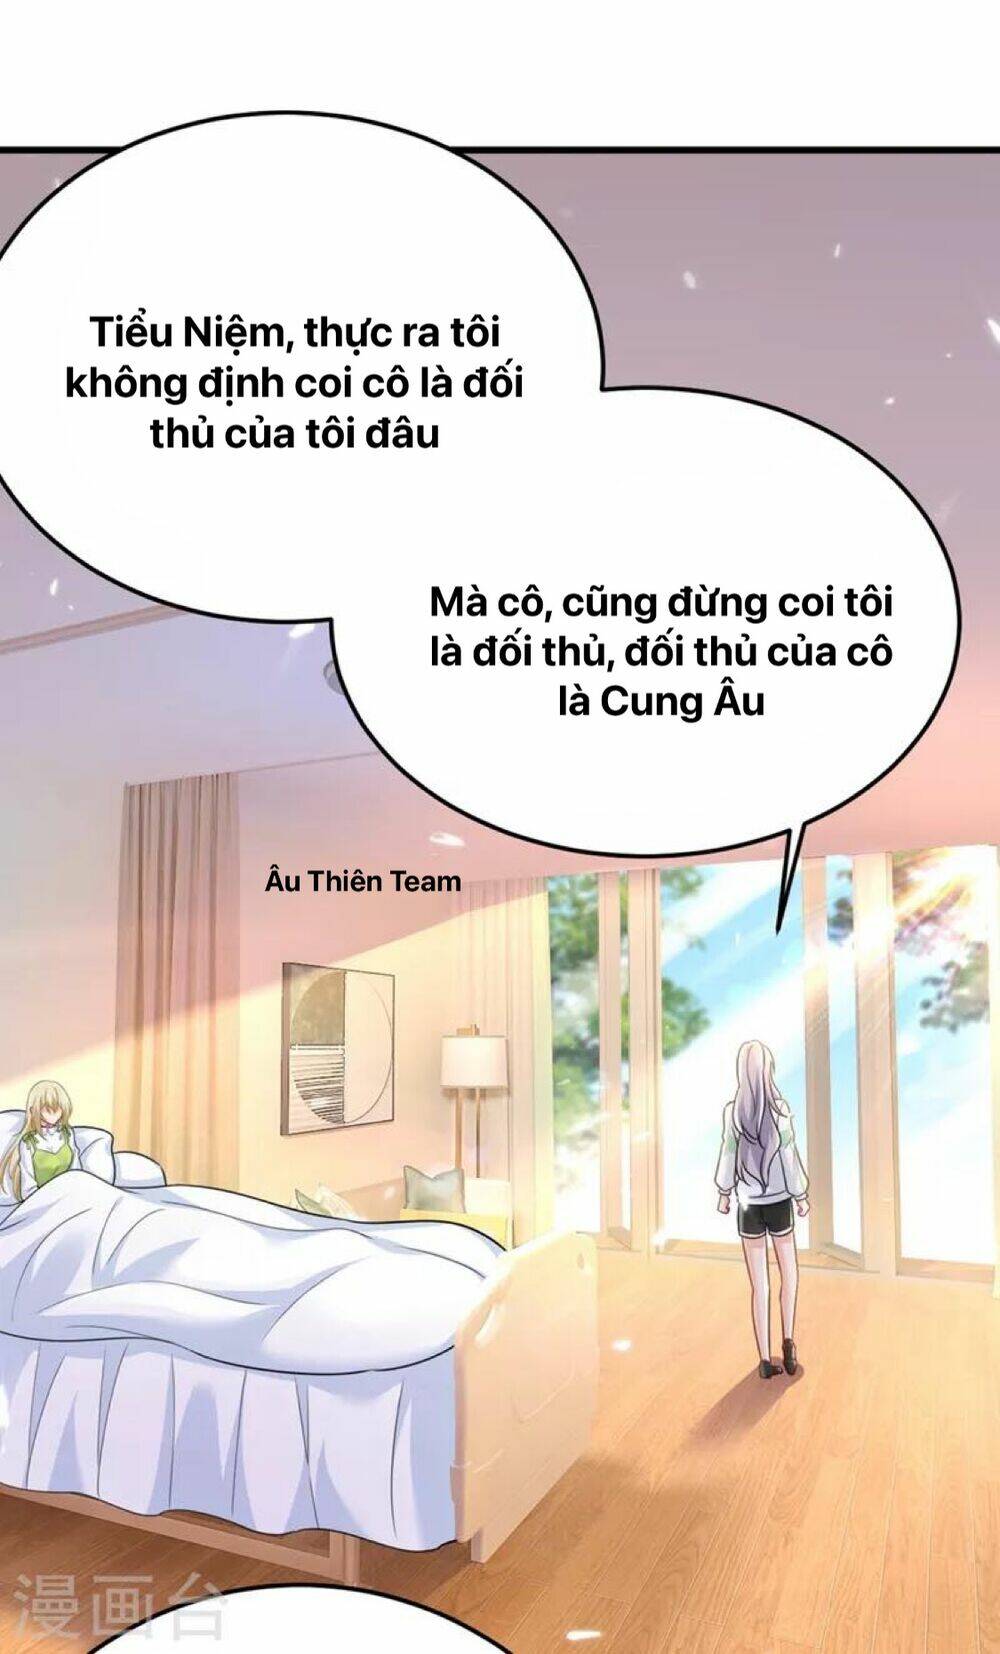 Tiểu Niệm, thực ra tôi
không định coi cô là đối
thủ của tôi đâu
Mà cô, cũng đừng coi tôi
là đối thủ, đối thủ của cô
là Cung Âu
Âu Thiên Team
漫画台